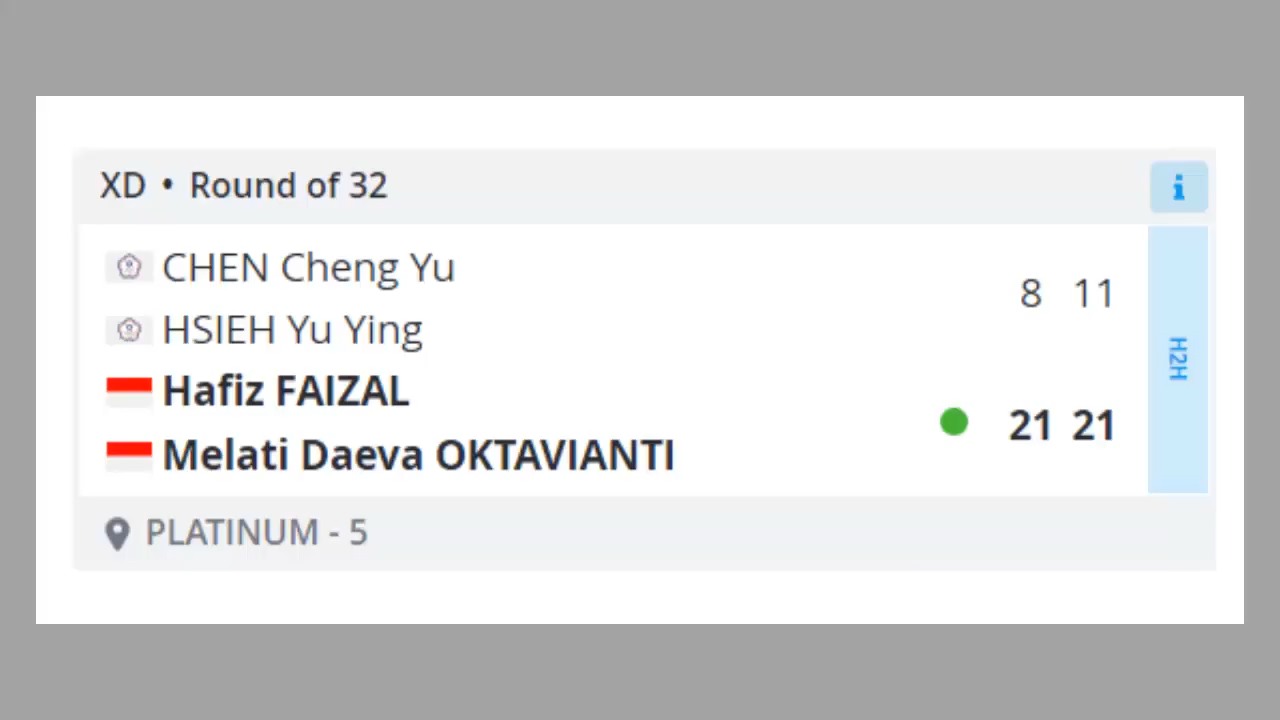 XD • Round of 32
CHEN Cheng Yu
HSIEH Yu Ying
8 11
Hafiz FAIZAL
Melati Daeva OKTAVIANTI
21 21
H2H
PLATINUM - 5